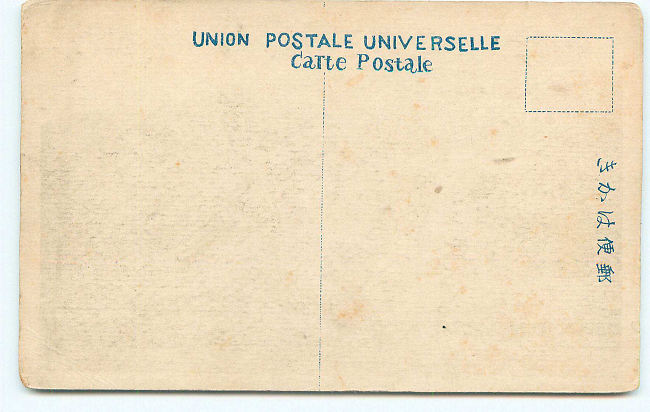 UNION POSTALE UNIVERSELLE
Carte Postale
郵便はかき